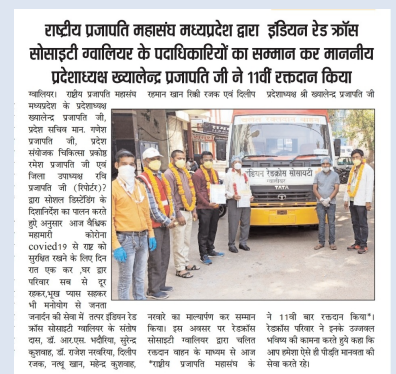 राष्ट्रीय प्रजापति महासंघ मध्यप्रदेश द्वारा इंडियन रेड क्रॉस
सोसाइटी ग्वालियर के पदाधिकारियों का सम्मान कर माननीय
प्रदेशाध्यक्ष ख्यालेन्द्र प्रजापति जी ने 11वीं रक्तदान किया
ग्वालियर। राष्ट्रीय प्रजापति महासंघ
मध्यप्रदेश के प्रदेशाध्यक्ष
ख्यालेन्द्र प्रजापति जी,
प्रदेश सचिव मान. गणेश
प्रजापति जी, प्रदेश
संयोजक चिकित्सा प्रकोष्ठ
रमेश प्रजापति जी एवं
जिला उपाध्यक्ष रवि
प्रजापति जी (रिपोर्टर)?
द्वारा सोशल डिस्टेंडिंग के
दिशानिर्देश का पालन करते
हुऐ अनुसार आज वैश्विक
महामारी कोरोना
covied19 से राष्ट्र को
सुरक्षित रखने के लिए दिन
रात एक कर ,घर द्वार
परिवार सब से दूर
रहकर,भूख प्यास सहकर
भी मनोयोग से जनता
जनार्दन की सेवा में तत्पर इंडियन रेड
क्रॉस सोसाइटी ग्वालियर के संतोष
दास, डॉ. आर.एस. भदौरिया, सुरेन्द्र
कुशवाह, डॉ. राजेश नरवरिया, दिलीप
रजक, नत्थू खान, महेन्द्र कुशवाह,
रहमान खान रिक्की रजक एवं दिलीप
इंडियन रेडक्रॉस सोसायटी
TATA
नरवारे का माल्यार्पण कर सम्मान
किया। इस अवसर पर रेडक्रॉस
सोसाइटी ग्वालियर द्वारा चलित
रक्तदान वाहन के माध्यम से आज
*राष्ट्रीय प्रजापति महासंघ के
प्रदेशाध्यक्ष श्री ख्यालेन्द्र प्रजापति जी
ने 11वी बार रक्तदान किया*।
रेडक्रॉस परिवार ने इनके उज्जवल
भविष्य की कामना करते हुये कहा कि
आप हमेशा ऐसे ही पीड़ति मानवता की
सेवा करते रहे।